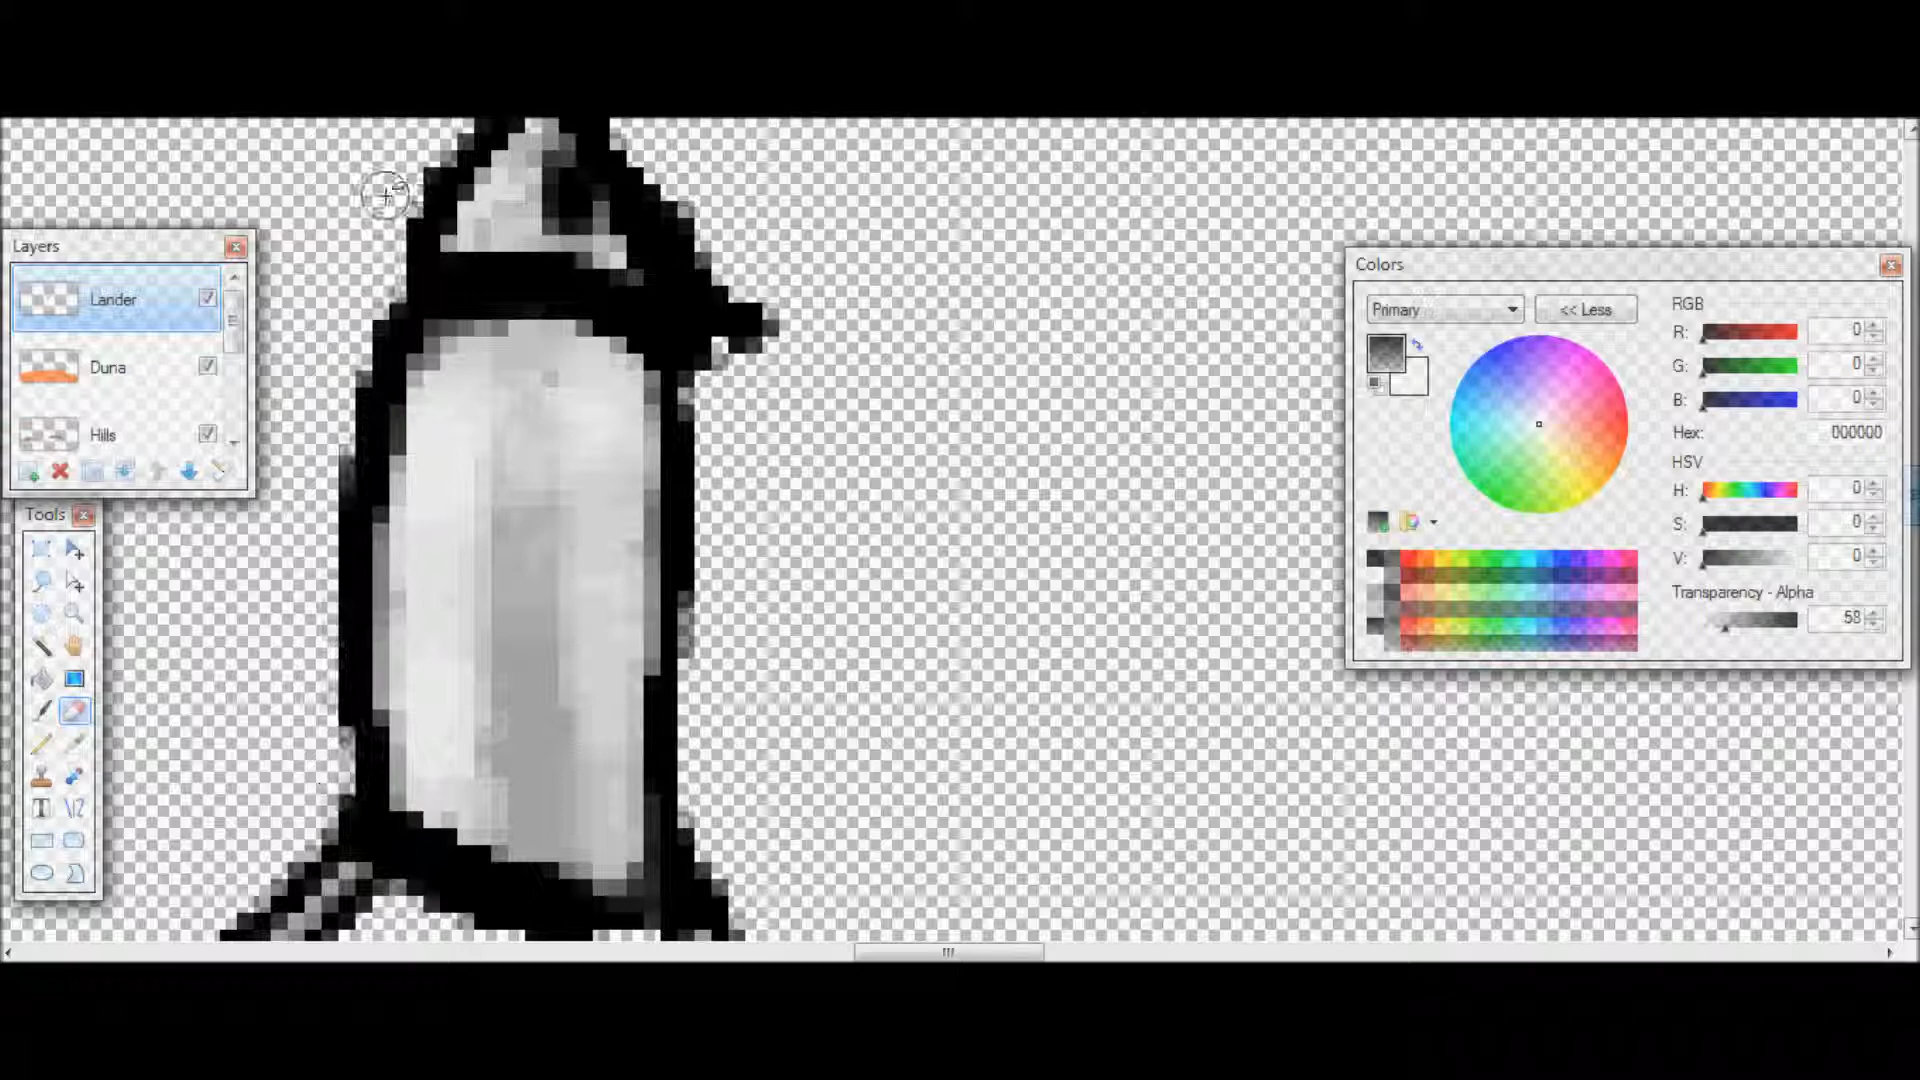 Layers
Lander
Duna
Hills
Tools
Colors
Primary
<< Less
RGB
R: 0
G: 0
B: 0
Hex: 000000
HSV
H: 0
S: 0
V: 0
Transparency - Alpha
58